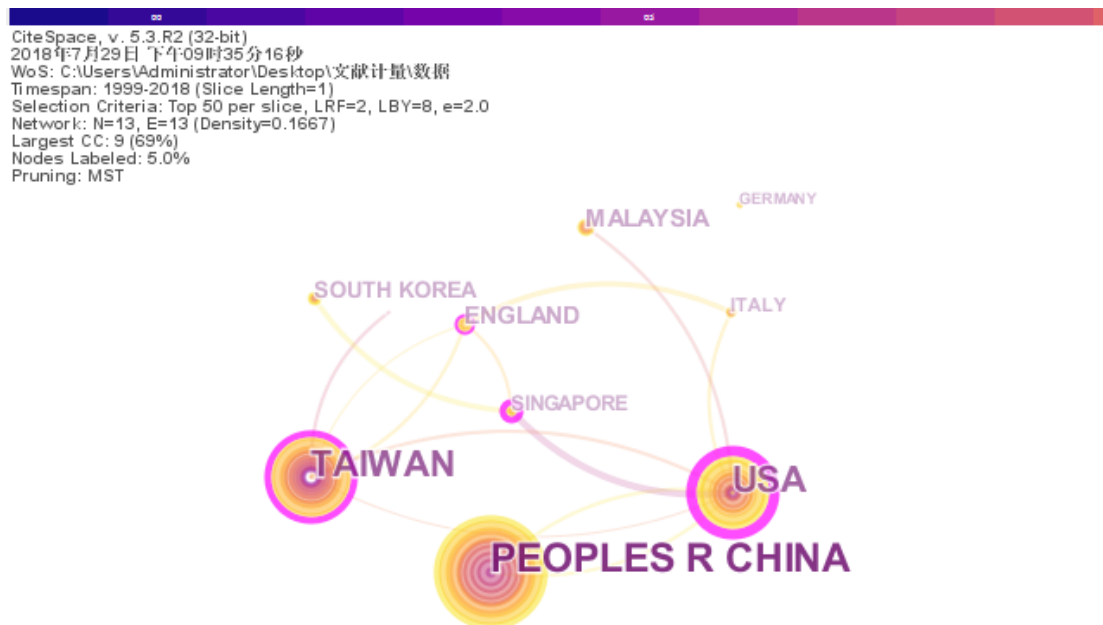 CiteSpace, v. 5.3.R2 (32-bit)
2018年7月29日 下午09时35分16秒
WoS: C:\Users\Administrator\Desktop\文献计量\数据
Timespan: 1999-2018 (Slice Length=1)
Selection Criteria: Top 50 per slice, LRF=2, LBY=8, e=2.0
Network: N=13, E=13 (Density=0.1667)
Largest CC: 9 (69%)
Nodes Labeled: 5.0%
Pruning: MST
GERMANY
MALAYSIA
SOUTH KOREA
ITALY
ENGLAND
SINGAPORE
TAIWAN
USA
PEOPLES R CHINA